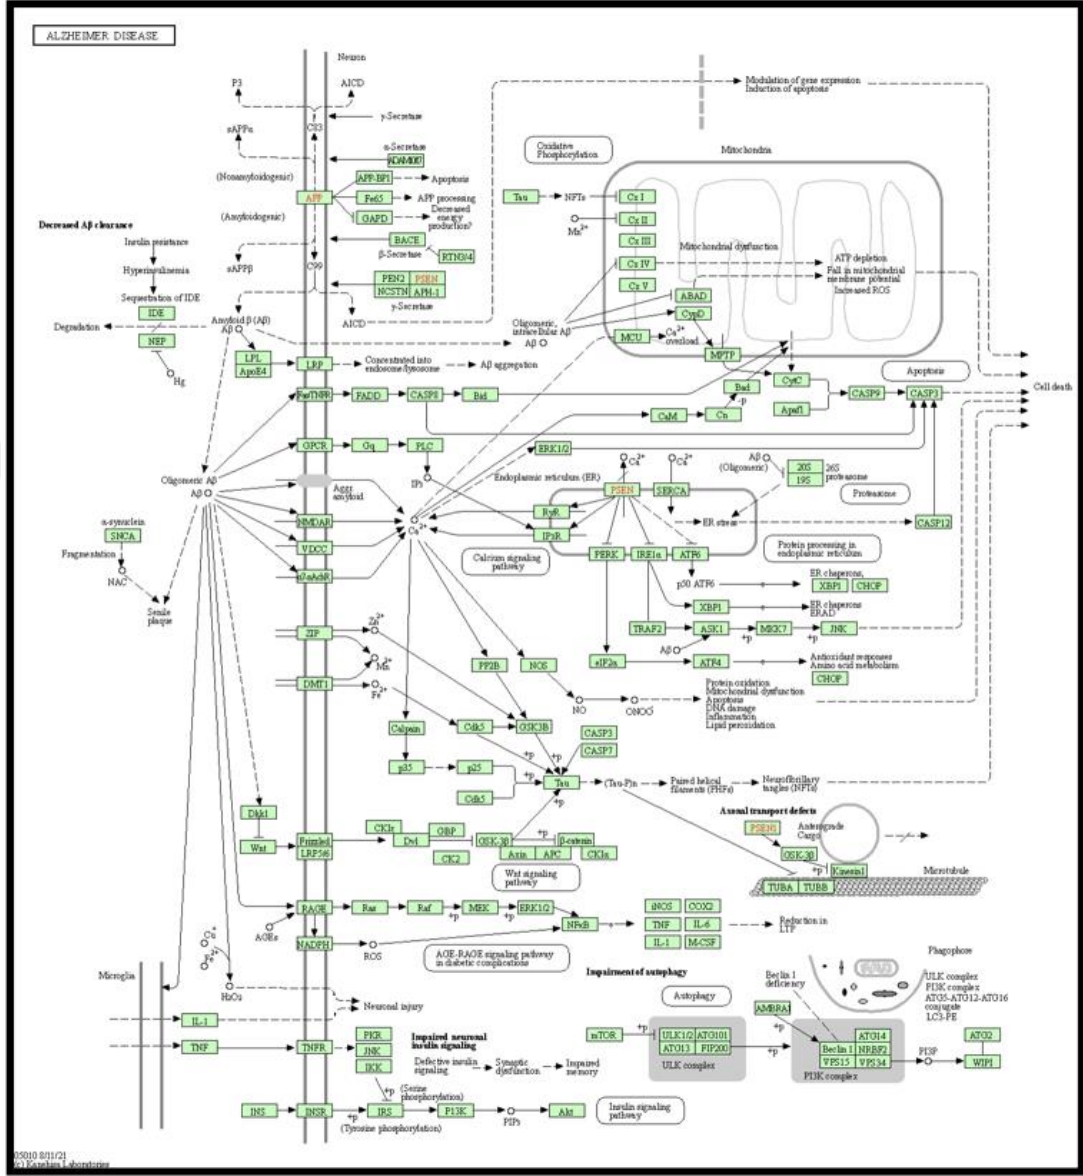 ALZHEIMER DISEASE
Neuron
P3
AICD
γ-Secretase
C83
sAPPα
α-Secretase
(Nonamyloidogenic)
APP-BP1
Apoptosis
APP
Fe65
APP processing
GAPD
Decreased
energy
production?
(Amyloidogenic)
BACE
β-Secretase
RTN3/4
sAPPβ
C99
PEN2
PSEN
NCSTN
APH-1
γ-Secretase
AICD
Modulation of gene expression
Induction of apoptosis
Oxidative
Phosphorylation
Mitochondria
Tau
NFTs
Cx I
Cx II
Cx III
Cx IV
Cx V
Mitochondrial dysfunction
ATP depletion
Fall in mitochondrial
membrane potential
Increased ROS
ABAD
CypD
MCU
Ca2+
overload
MPTP
Oligomeric,
intracellular Aβ
Aβ
Decreased Aβ clearance
Insulin resistance
Hyperinsulinemia
Sequestration of IDE
IDE
Degradation
NEP
Hg
Amyloid β (Aβ)
Aβ
LPL
ApoE4
LRP
Concentrated into
endosome/lysosome
Aβ aggregation
FADD
CASP8
Bid
Bad
-p
CytC
Apaf1
CASP9
CASP3
Apoptosis
Cell death
CaM
Cn
GPCR
Gq
PLC
IP3
ERK1/2
Oligomeric Aβ
Aβ
Aggr.
amyloid
NMDAR
VDCC
α7nAchR
Ca2+
Endoplasmic reticulum (ER)
Ca2+
Ca2+
PSEN
SERCA
RyR
IP3R
Aβ
(Oligomeric)
20S
19S
26S
proteasome
Proteasome
ER stress
CASP12
PERK
IRE1α
ATF6
Calcium signaling
pathway
Protein processing in
endoplasmic reticulum
p50 ATF6
ER chaperons,
XBP1
CHOP
XBP1
ER chaperons
ERAD
TRAF2
ASK1
+p
MKK7
+p
JNK
Aβ
eIF2a
ATF4
Antioxidant responses
Amino acid metabolism
CHOP
α-synuclein
SNCA
Fragmentation
NAC
Senile
plaque
ZIP
Zn2+
DMT1
Fe2+
PP2B
NOS
NO
ONOO-
Protein oxidation
Mitochondrial dysfunction
Apoptosis
DNA damage
Inflammation
Lipid peroxidation
Calpain
Cdk5
GSK3B
CASP3
CASP7
p35
p25
Cdk5
+p
+p
+p
+p
+p
Tau
(Tau-P)n
Paired helical
filaments (PHFs)
Neurofibrillary
tangles (NFTs)
Dkk1
Wnt
Frizzled
LRP5/6
Dvl
GBP
CK2
GSK-3β
+p
β-catenin
Axin
APC
CK1α
Wnt signaling
pathway
Axonal transport defects
PSEN1
Anterograde
Cargo
GSK-3β
+p
Kinesin1
Microtubule
TUBA
TUBB
RAGE
AGEs
Ras
Raf
+p
MEK
+p
ERK1/2
NFκB
iNOS
COX2
TNF
IL-6
IL-1
M-CSF
Reduction in
LTP
NADPH
ROS
AGE-RAGE signaling pathway
in diabetic complications
Fe2+
H2O2
Microglia
IL-1
Neuronal injury
TNF
TNFR
PKR
JNK
IKK
+p
Impaired neuronal
insulin signaling
Defective insulin
signaling
Synaptic
dysfunction
Impaired
memory
(Serine
phosphorylation)
INS
INSR
+p
IRS
PI3K
PIP3
Akt
(Tyrosine phosphorylation)
Insulin signaling
pathway
Impairment of autophagy
Autophagy
mTOR
+p
ULK1/2
ATG101
ATG13
FIP200
ULK complex
+p
Beclin 1
deficiency
AMBRA1
ATG14
Beclin 1
NRBF2
VPS15
VPS34
PI3K complex
PI3P
ATG2
WIPI
Phagophore
ULK complex
PI3K complex
ATG5-ATG12-ATG16
conjugate
LC3-PE
05010 8/11/21
(c) Kanehisa Laboratories